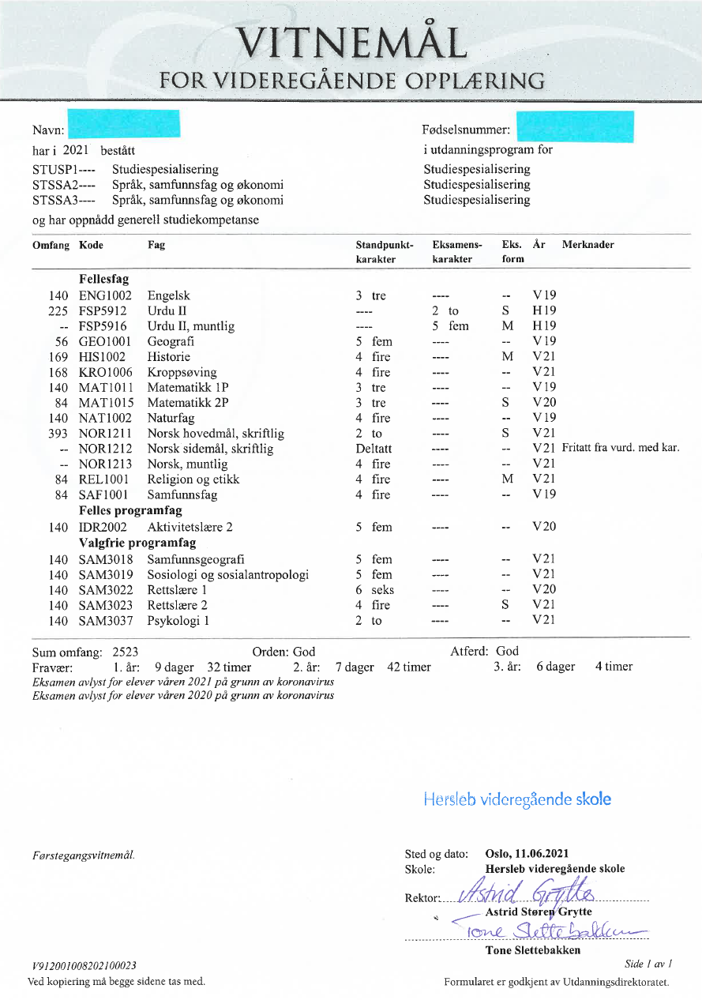 VITNEMÅL
FOR VIDEREGÅENDE OPPLÆRING
Navn: Fødselsnummer:
har i 2021 bestått i utdanningsprogram for
STUSP1---- Studiespesialisering Studiespesialisering
STSSA2---- Språk, samfunnsfag og økonomi Studiespesialisering
STSSA3---- Språk, samfunnsfag og økonomi Studiespesialisering
og har oppnådd generell studiekompetanse
Omfang Kode Fag Standpunkt- Eksamens- Eks. År Merknader
karakter karakter form
Fellesfag
140 ENG1002 Engelsk 3 tre ---- -- V19
225 FSP5912 Urdu II ---- 2 to S H19
-- FSP5916 Urdu II, muntlig ---- 5 fem M H19
56 GEO1001 Geografi 5 fem ---- -- V19
169 HIS1002 Historie 4 fire ---- M V21
168 KRO1006 Kroppsøving 4 fire ---- -- V21
140 MAT1011 Matematikk 1P 3 tre ---- -- V19
84 MAT1015 Matematikk 2P 3 tre ---- S V20
140 NAT1002 Naturfag 4 fire ---- -- V19
393 NOR1211 Norsk hovedmål, skriftlig 2 to ---- S V21
-- NOR1212 Norsk sidemål, skriftlig Deltatt ---- -- V21 Fritatt fra vurd. med kar.
-- NOR1213 Norsk, muntlig 4 fire ---- -- V21
84 REL1001 Religion og etikk 4 fire ---- M V21
84 SAF1001 Samfunnsfag 4 fire ---- -- V19
Felles programfag
140 IDR2002 Aktivitetslære 2 5 fem ---- -- V20
Valgfrie programfag
140 SAM3018 Samfunnsgeografi 5 fem ---- -- V21
140 SAM3019 Sosiologi og sosialantropologi 5 fem ---- -- V21
140 SAM3022 Rettslære 1 6 seks ---- -- V20
140 SAM3023 Rettslære 2 4 fire ---- S V21
140 SAM3037 Psykologi 1 2 to ---- -- V21
Sum omfang: 2523 Orden: God Atferd: God
Fravær: 1. år: 9 dager 32 timer 2. år: 7 dager 42 timer 3. år: 6 dager 4 timer
Eksamen avlyst for elever våren 2021 på grunn av koronavirus
Eksamen avlyst for elever våren 2020 på grunn av koronavirus
Hersleb videregående skole
Førstegangsvitnemål. Sted og dato: Oslo, 11.06.2021
Skole: Hersleb videregående skole
Rektor: Astrid Grytte
Astrid Støren Grytte
Tone Slettebakken
Tone Slettebakken
V912001008202100023 Side 1 av 1
Ved kopiering må begge sidene tas med. Formularet er godkjent av Utdanningsdirektoratet.